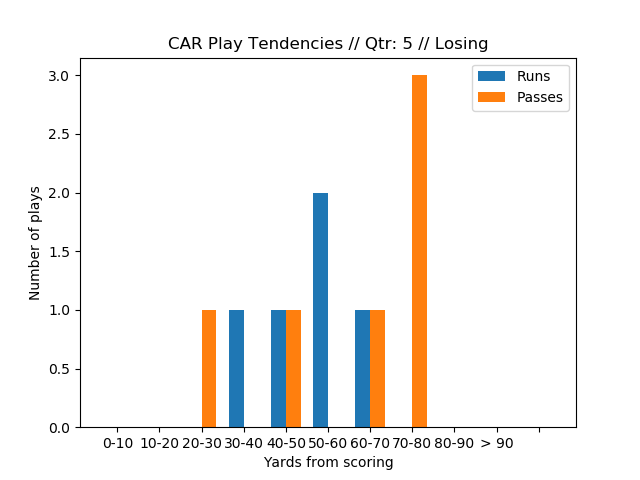 CAR Play Tendencies // Qtr: 5 // Losing
Runs
Passes
3.0
2.5
2.0
1.5
1.0
0.5
0.0
Number of plays
0-10 10-20 20-30 30-40 40-50 50-60 60-70 70-80 80-90 > 90
Yards from scoring